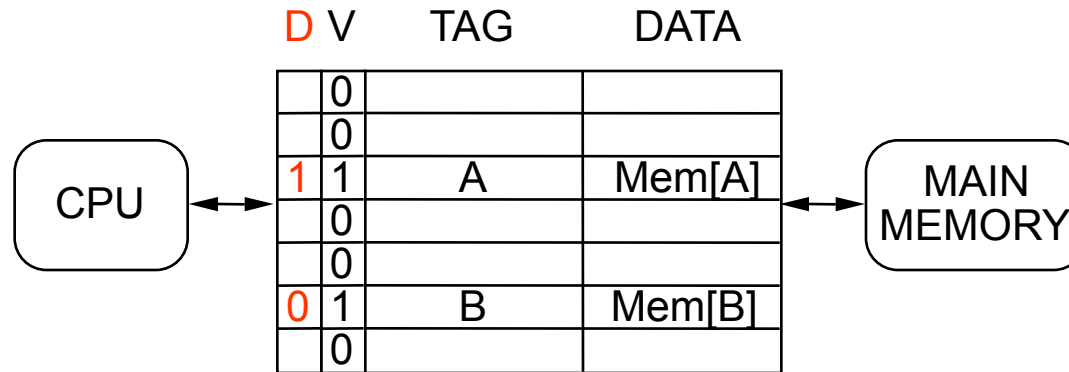 D V TAG DATA
0
0
1 1 A Mem[A]
0
0
0 1 B Mem[B]
0
CPU
MAIN
MEMORY